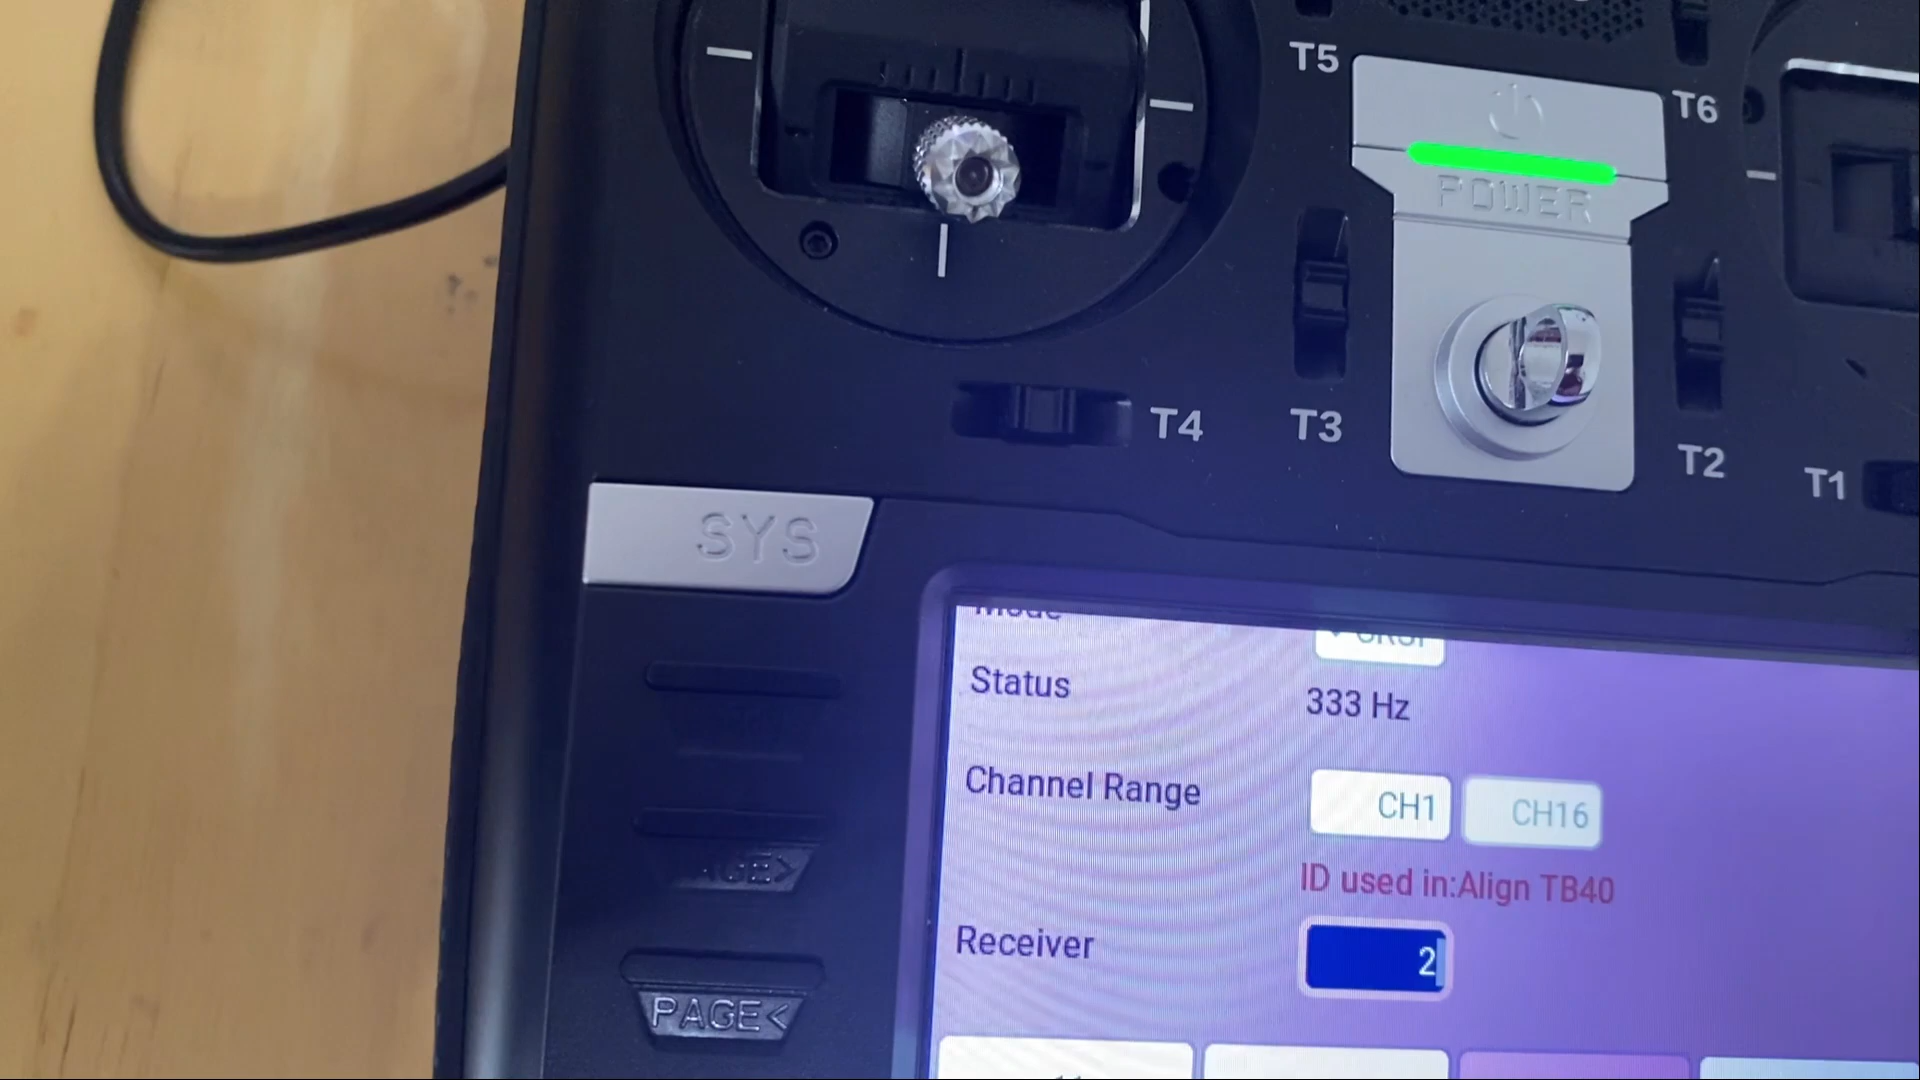 T5
T6
POWER
T4
T3
T2
T1
SYS
Mode
Status
333 Hz
Channel Range
CH1
CH16
ID used in:Align TB40
Receiver
2
PAGE<